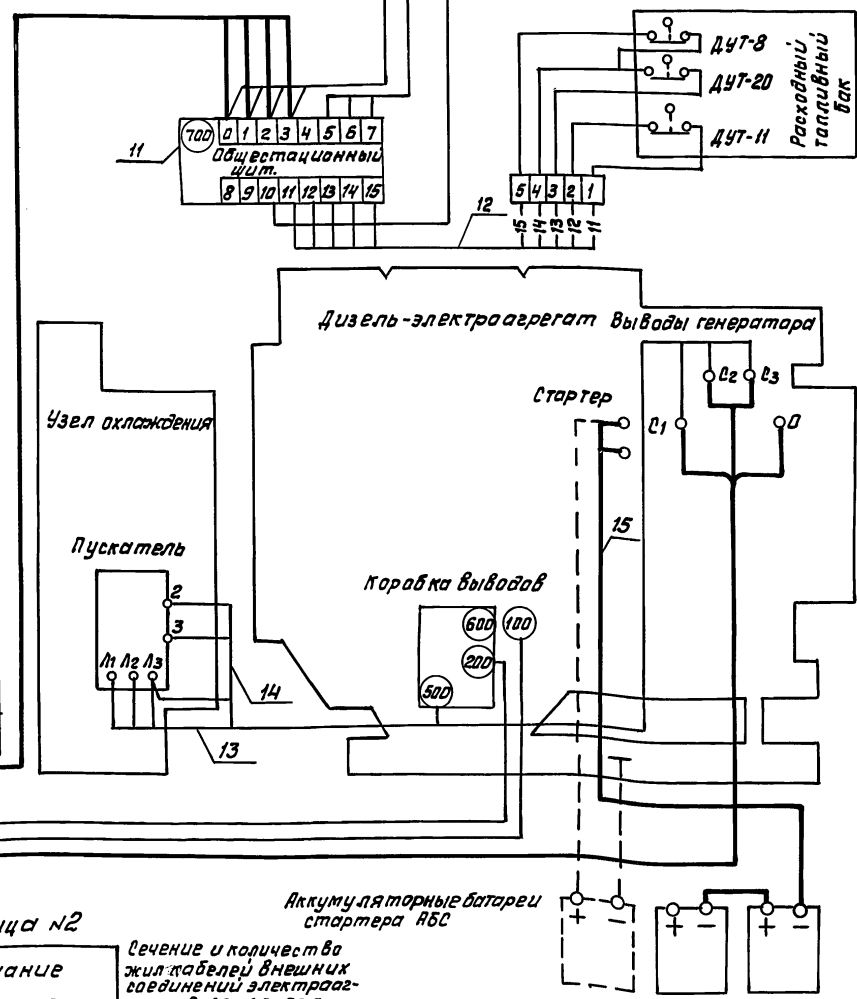 ДУТ-8
ДУТ-20
ДУТ-11
Расходный
топливный
бак
11
700 0 1 2 3 4 5 6 7
Общестационный
щит.
8 9 10 11 12 13 14 15
5 4 3 2 1
15 14 13 12 11
12
Дизель-электроагрегат
Выводы генератора
С2 С3
Стартер
С1
0
Узел охлаждения
15
Пускатель
2
3
Л1 Л2 Л3
14
13
Коробка выводов
600 100
200
500
Аккумуляторные батареи
стартера АБС
+ - + - + -
ица №2
ание
Сечение и количество
жил кабелей внешних
соединений электроаг-